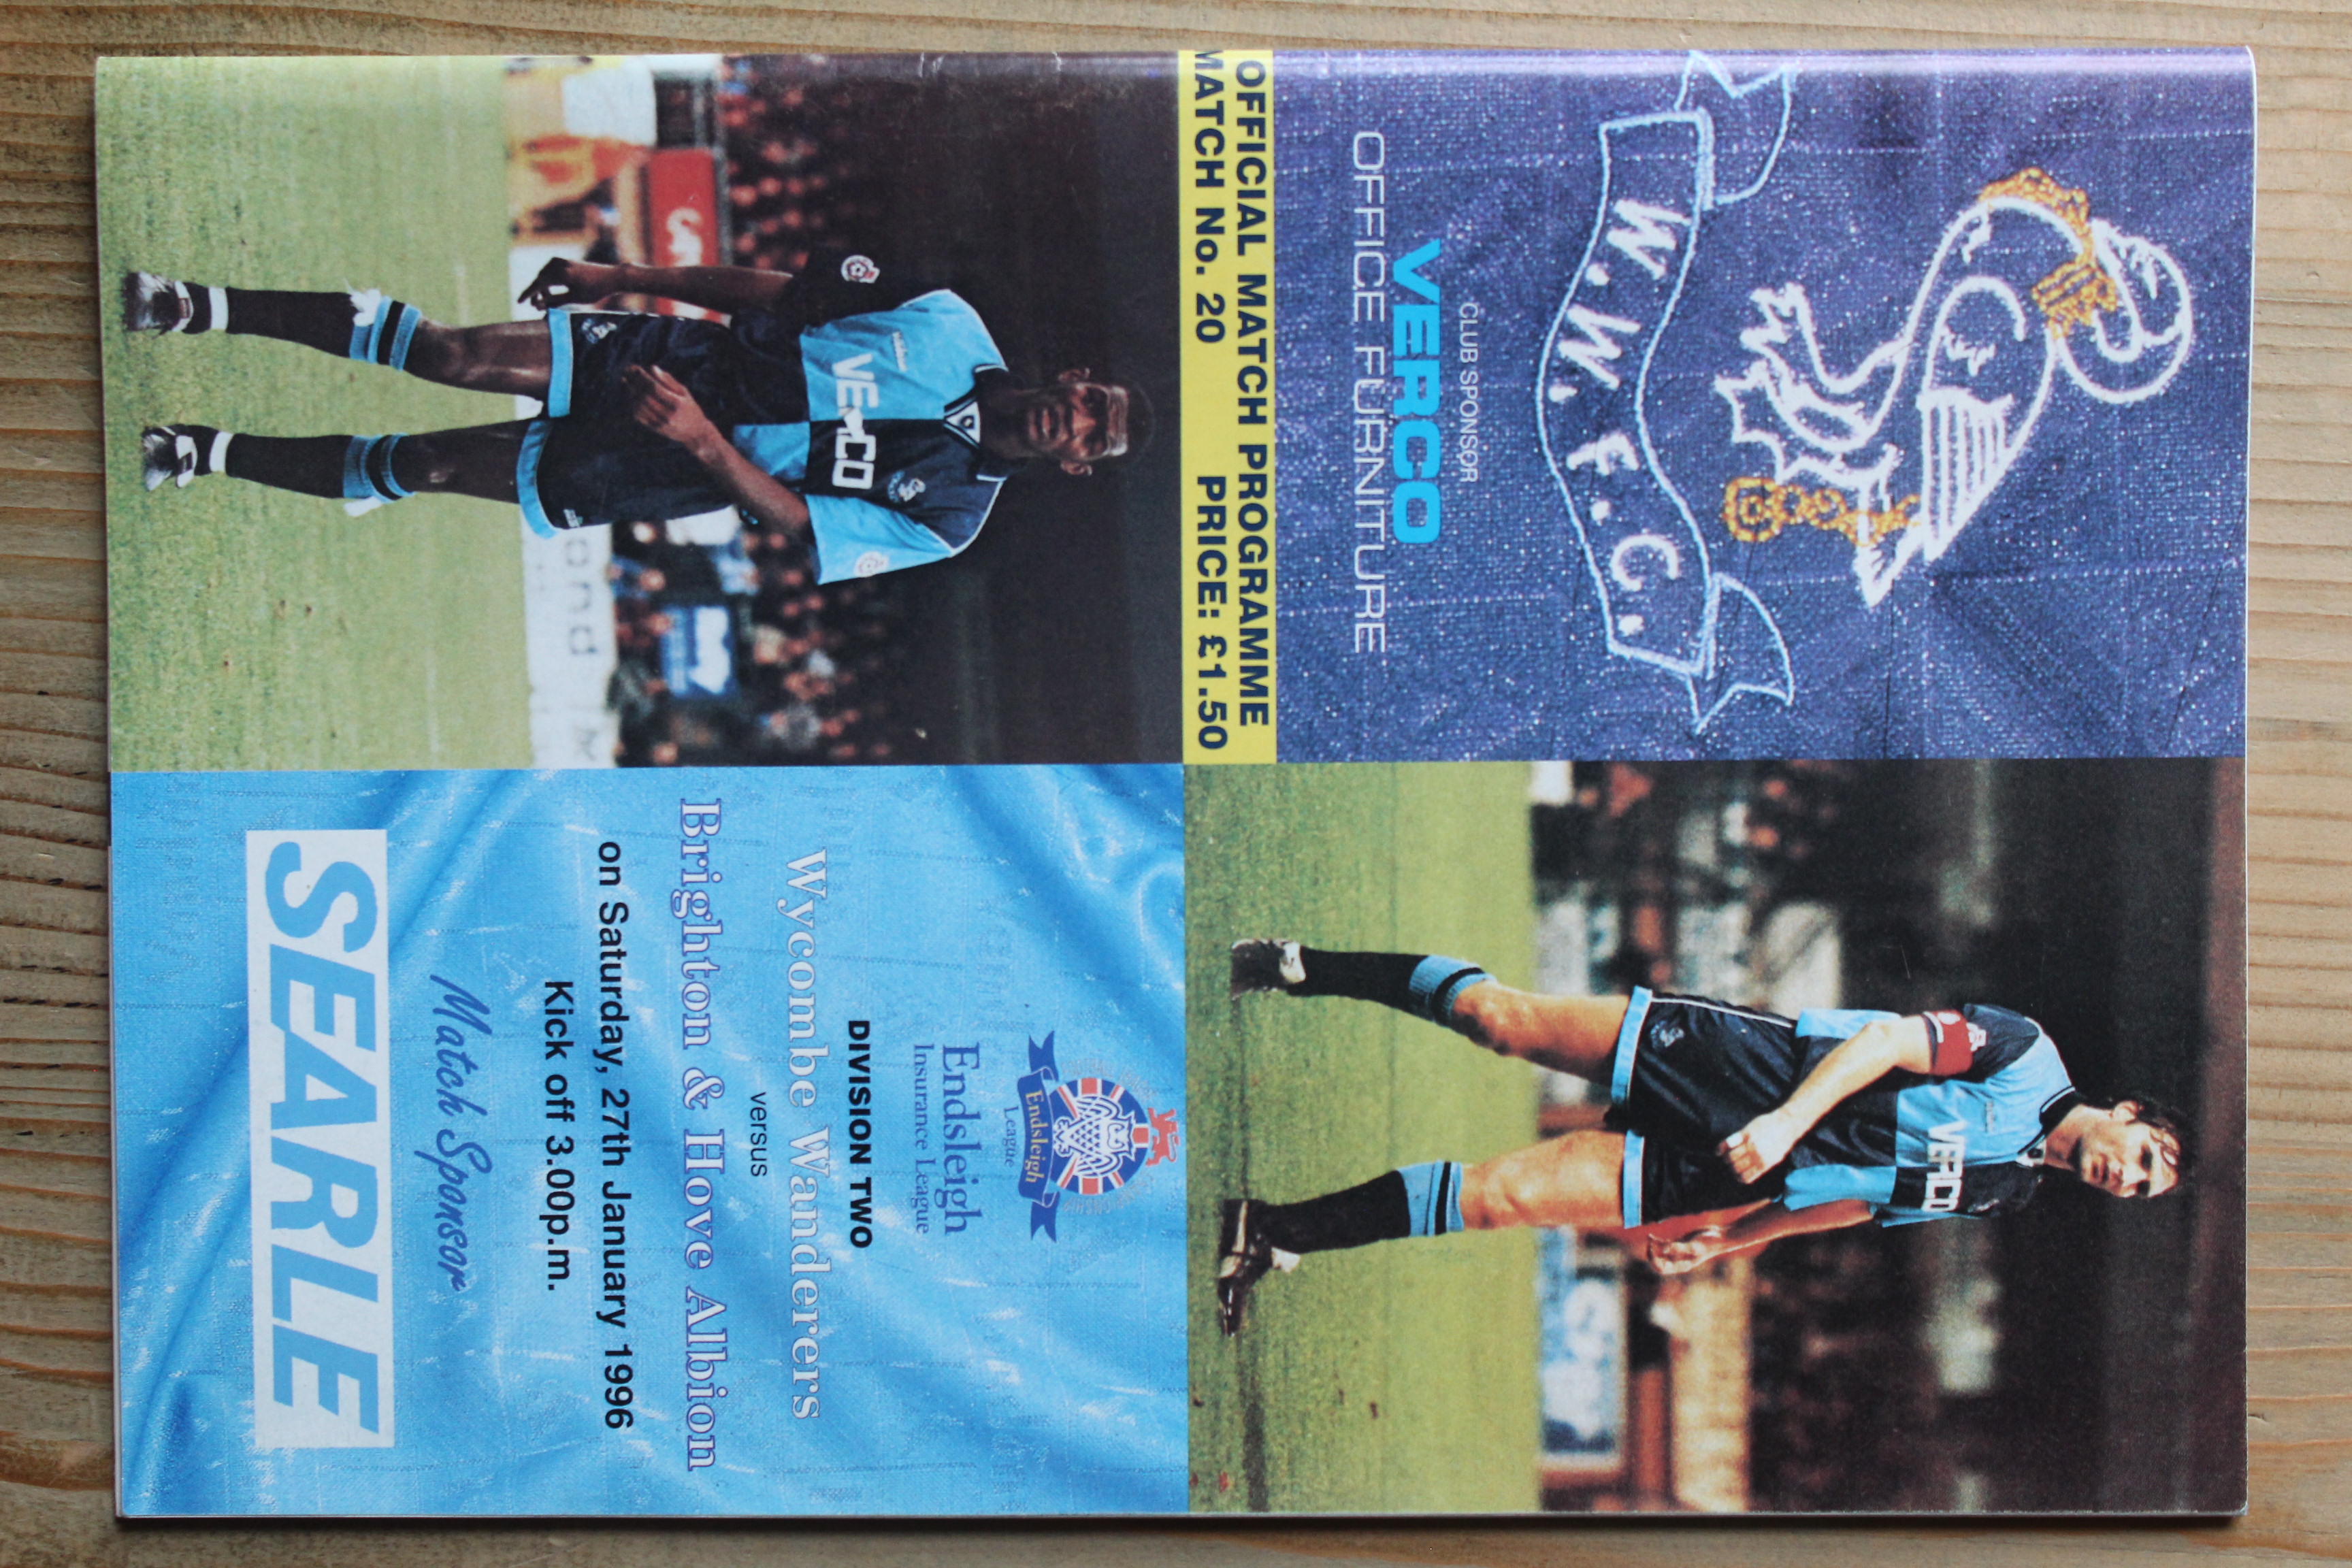 W.W.F.C.
CLUB SPONSOR
VERCO
OFFICE FURNITURE
OFFICIAL MATCH PROGRAMME
MATCH No. 20 PRICE: £1.50
VERCO
VERCO
Endsleigh
League
Endsleigh
Insurance League
DIVISION TWO
Wycombe Wanderers
versus
Brighton & Hove Albion
on Saturday, 27th January 1996
Kick off 3.00p.m.
Match Sponsor
SEARLE